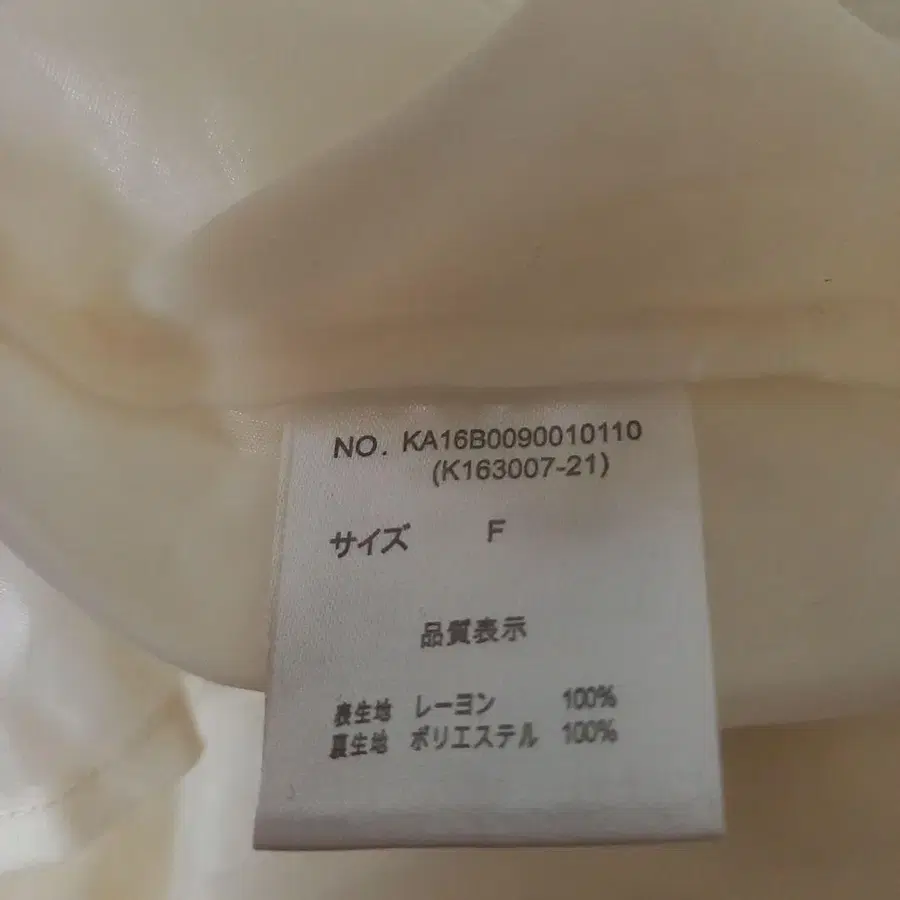 NO. KA16B0090010110
(K163007-21)
サイズ F
品質表示
表生地 レーヨン 100%
裏生地 ポリエステル 100%